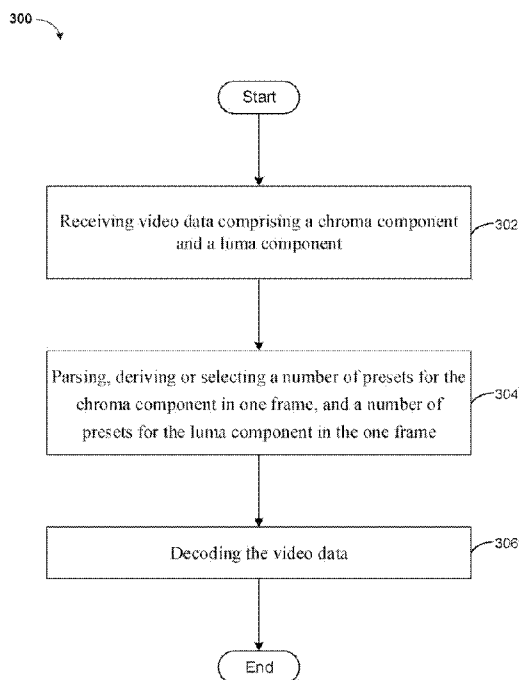 300
Start
Receiving video data comprising a chroma component
and a luma component
302
Parsing, deriving or selecting a number of presets for the
chroma component in one frame, and a number of
presets for the luma component in the one frame
304
Decoding the video data
306
End